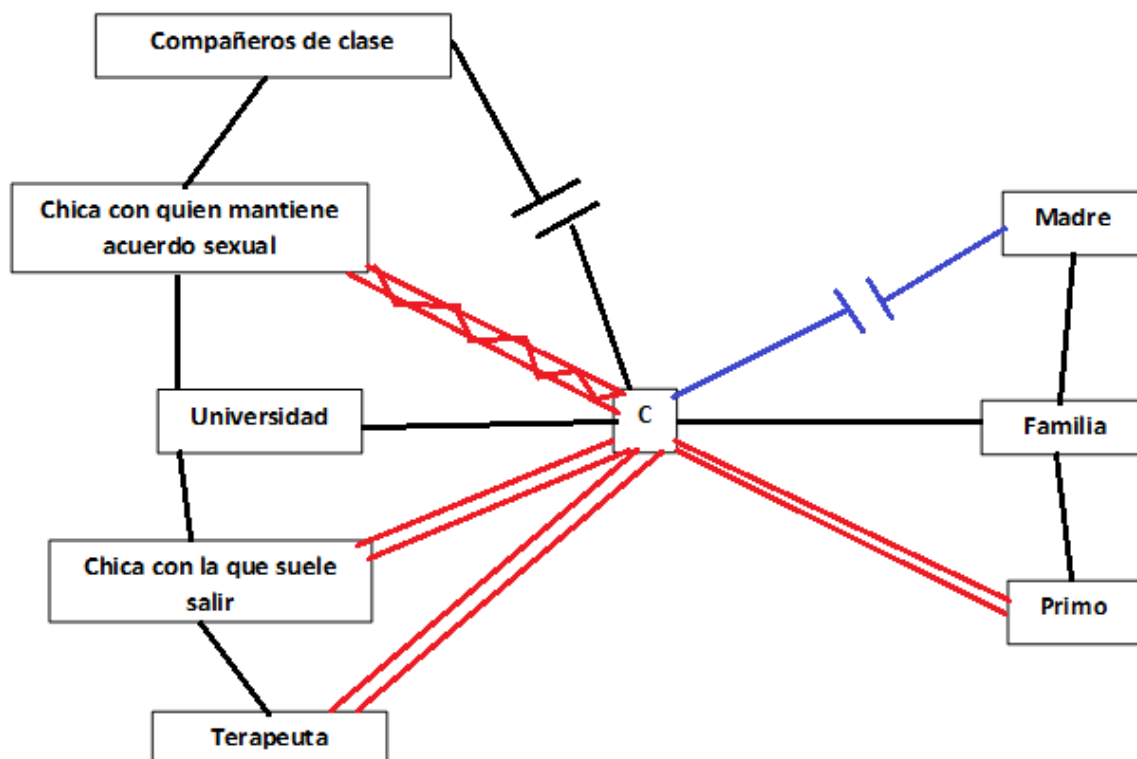 Compañeros de clase
Chica con quien mantiene
acuerdo sexual
Madre
Universidad
C
Familia
Chica con la que suele
salir
Primo
Terapeuta